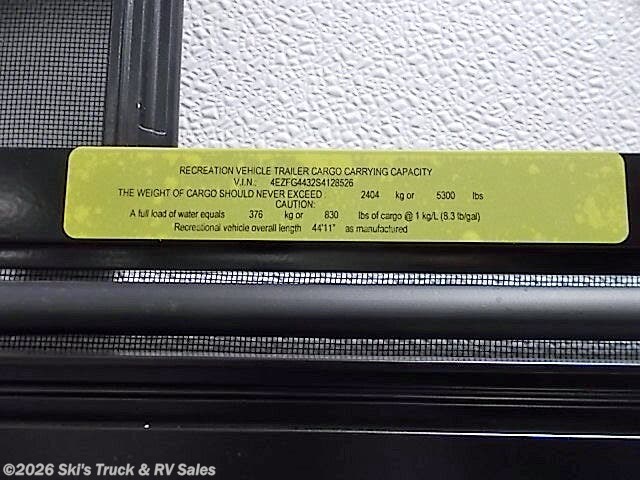 RECREATION VEHICLE TRAILER CARGO CARRYING CAPACITY
V.I.N.: 4EZFG4432S4128526
THE WEIGHT OF CARGO SHOULD NEVER EXCEED : 2404 kg or 5300 lbs
CAUTION:
A full load of water equals 376 kg or 830 lbs of cargo @ 1 kg/L (8.3 lb/gal)
Recreational vehicle overall length 44'11" as manufactured
©2026 Ski's Truck & RV Sales